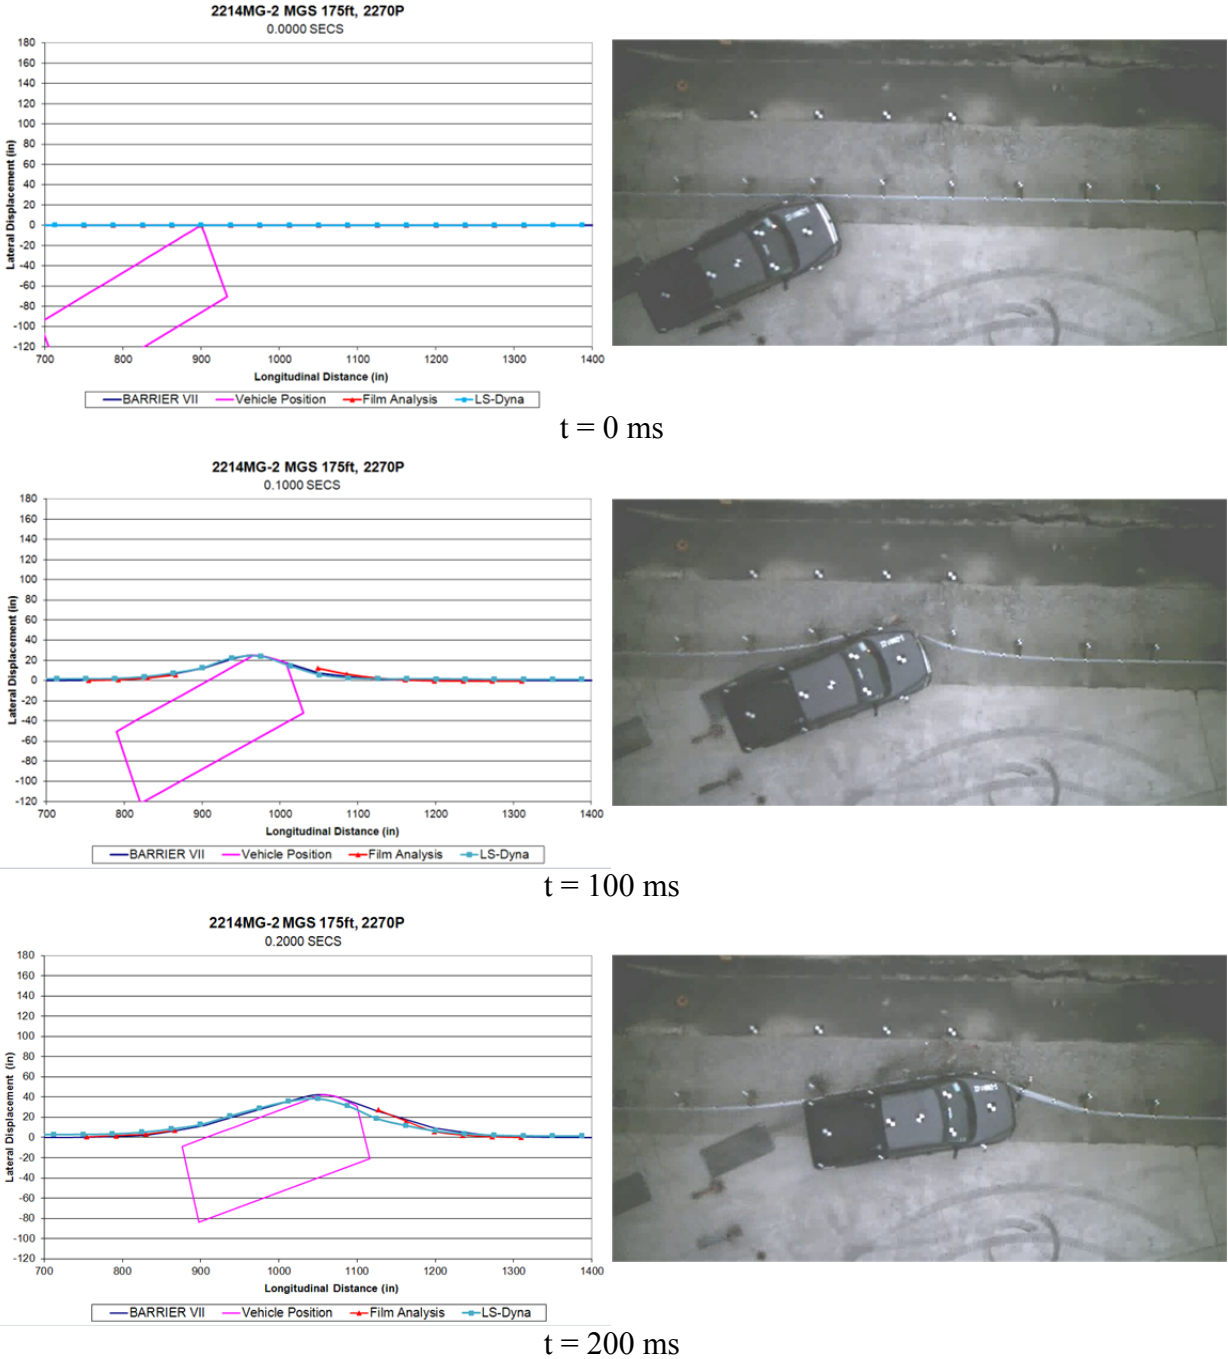 2214MG-2 MGS 175ft, 2270P
0.0000 SECS
Lateral Displacement (in)
180
160
140
120
100
80
60
40
20
0
-20
-40
-60
-80
-100
-120
700 800 900 1000 1100 1200 1300 1400
Longitudinal Distance (in)
BARRIER VII Vehicle Position Film Analysis LS-Dyna
t = 0 ms
2214MG-2 MGS 175ft, 2270P
0.1000 SECS
Lateral Displacement (in)
180
160
140
120
100
80
60
40
20
0
-20
-40
-60
-80
-100
-120
700 800 900 1000 1100 1200 1300 1400
Longitudinal Distance (in)
BARRIER VII Vehicle Position Film Analysis LS-Dyna
t = 100 ms
2214MG-2 MGS 175ft, 2270P
0.2000 SECS
Lateral Displacement (in)
180
160
140
120
100
80
60
40
20
0
-20
-40
-60
-80
-100
-120
700 800 900 1000 1100 1200 1300 1400
Longitudinal Distance (in)
BARRIER VII Vehicle Position Film Analysis LS-Dyna
t = 200 ms